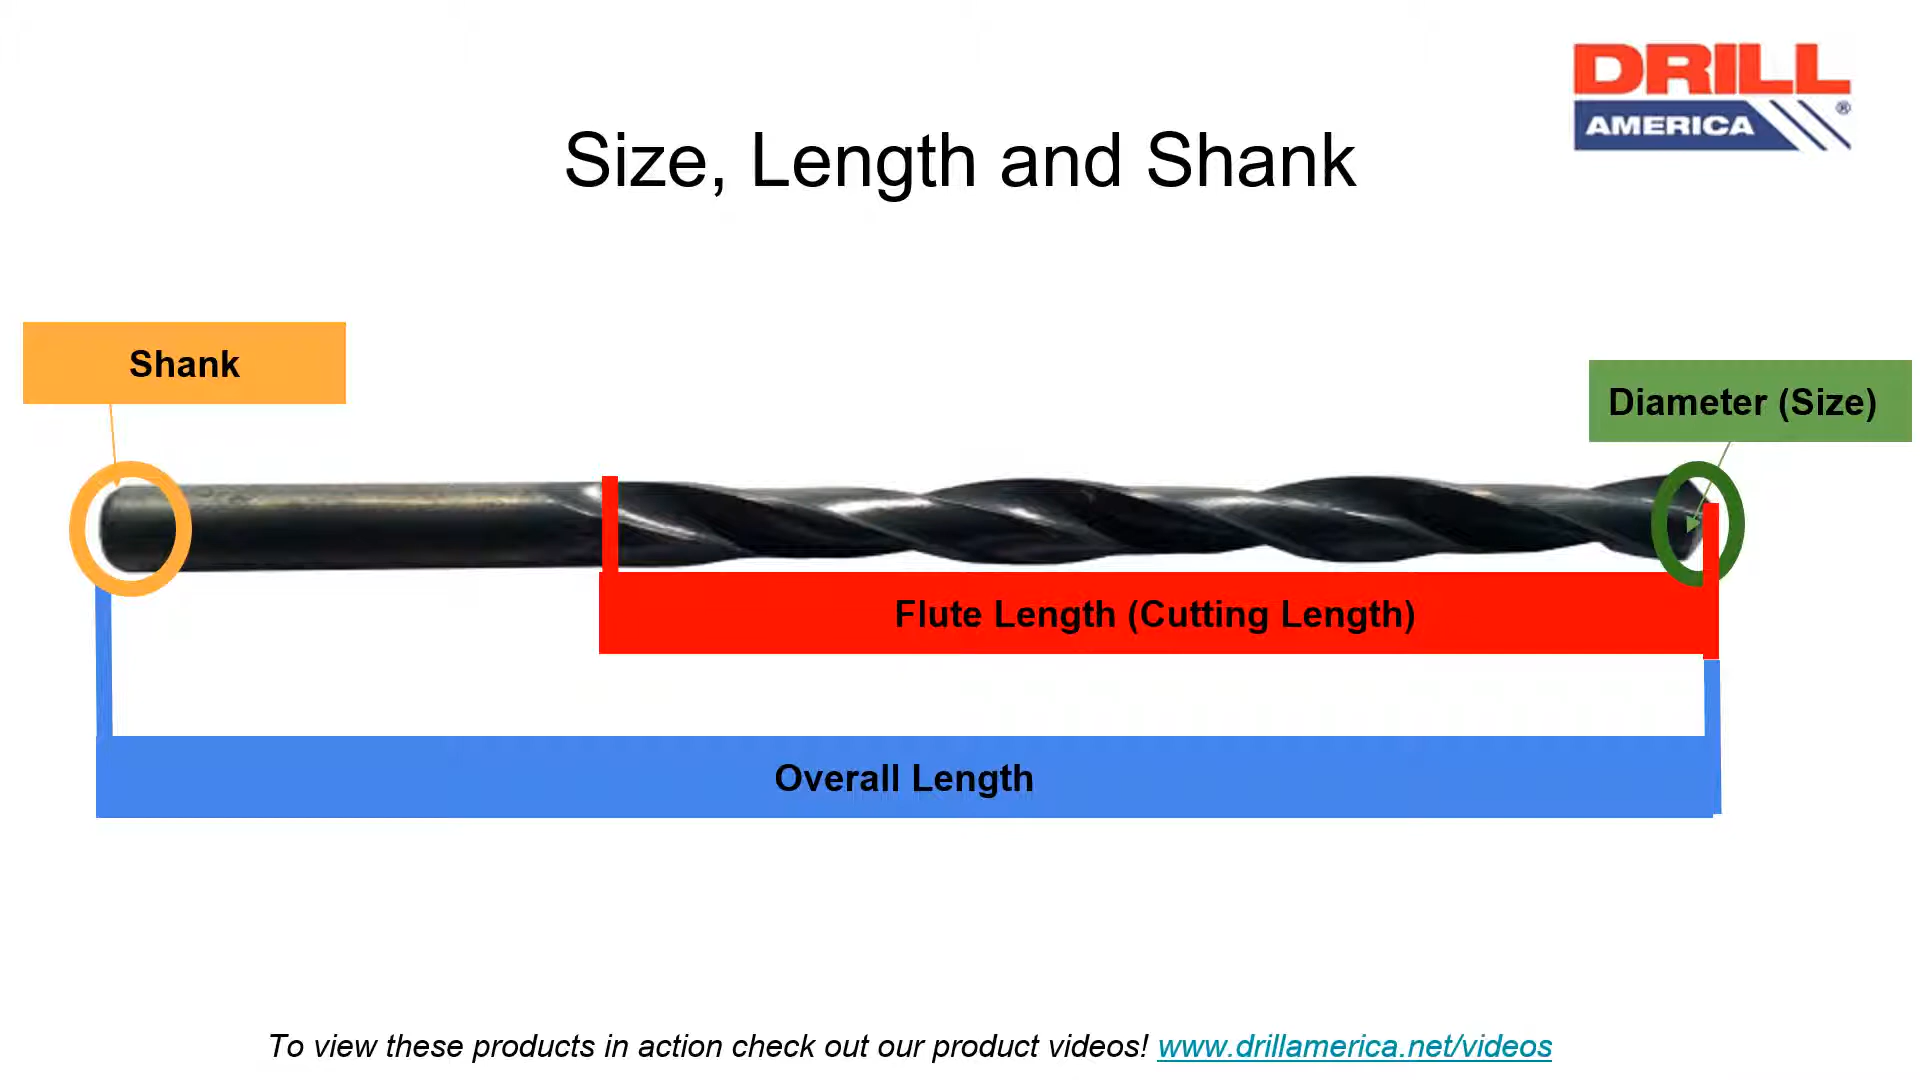 DRILL
AMERICA®
Size, Length and Shank
Shank
Diameter (Size)
Flute Length (Cutting Length)
Overall Length
To view these products in action check out our product videos! www.drillamerica.net/videos